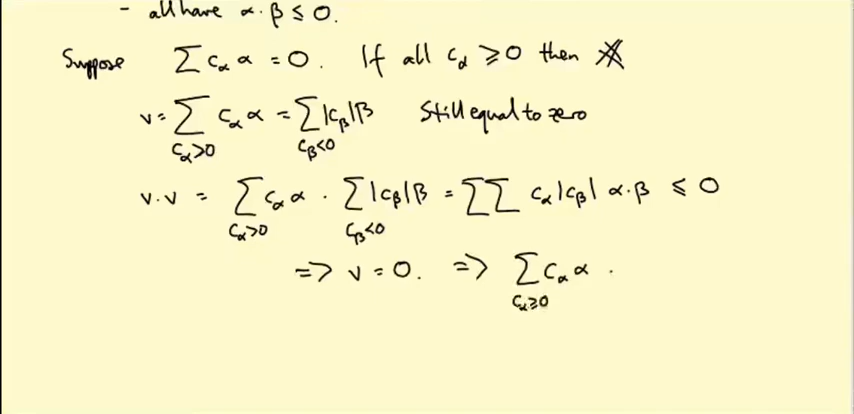 - all have α·β ≤ 0.
Suppose ∑ c_α α = 0. If all c_α ≥ 0 then ※
v = ∑_{c_α>0} c_α α = ∑_{c_β<0} |c_β| β Still equal to zero
v.v = ∑_{c_α>0} c_α α · ∑_{c_β<0} |c_β| β = ∑∑ c_α |c_β| α·β ≤ 0
=> v = 0. => ∑_{c_α≥0} c_α α .